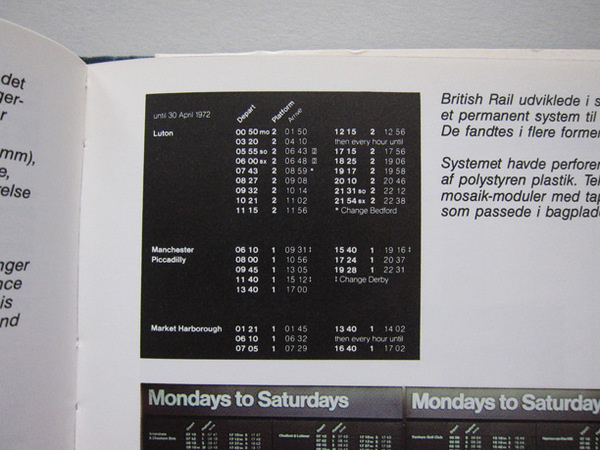 det
ger-
r
mm),
e,
relse
nger
nce
is
nd
until 30 April 1972
Depart
Platform
Arrive
Luton
00 50 MO 2 01 50
03 20 2 04 10
05 55 SO 2 06 43
06 00 SX 2 06 48
07 43 2 08 59 *
08 27 2 09 08
09 32 2 10 14
10 21 2 11 02
11 15 2 11 56
12 15 2 12 56
then every hour until
17 15 2 17 56
18 25 2 19 06
19 17 2 19 58
20 10 2 20 46
21 31 SO 2 22 12
21 54 SX 2 22 38
* Change Bedford
Manchester
Piccadilly
06 10 1 09 31 ‡
08 00 1 10 56
09 45 1 13 05
11 40 1 15 12 ‡
13 40 1 17 00
15 40 1 19 16 ‡
17 24 1 20 37
19 28 1 22 31
‡ Change Derby
Market Harborough
01 21 1 01 45
06 10 1 06 32
07 05 1 07 29
13 40 1 14 02
then every hour until
16 40 1 17 02
British Rail udviklede i s
et permanent system til
De fandtes i flere former
Systemet havde perforer
af polystyren plastik. Tek
mosaik-moduler med tap
som passede i bagplade
Mondays to Saturdays
Mondays to Saturday